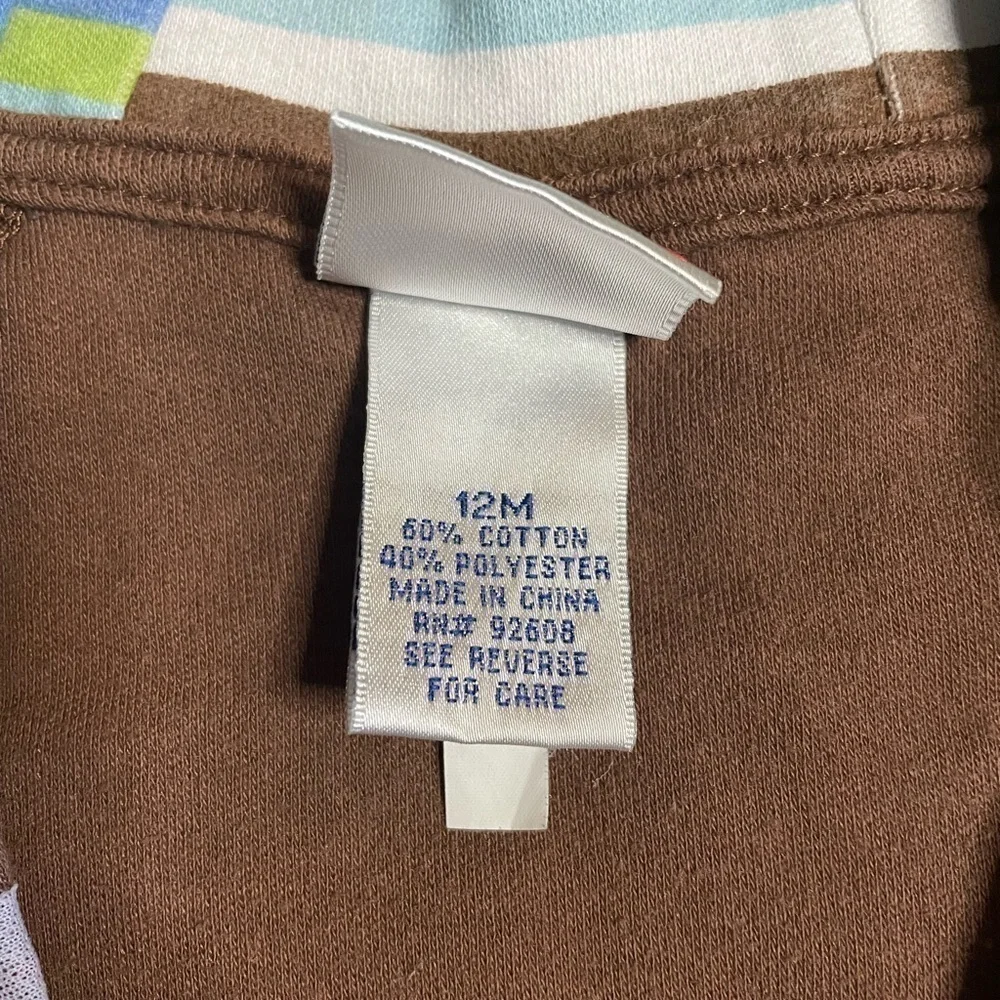 12M
60% COTTON
40% POLYESTER
MADE IN CHINA
RN# 92608
SEE REVERSE
FOR CARE